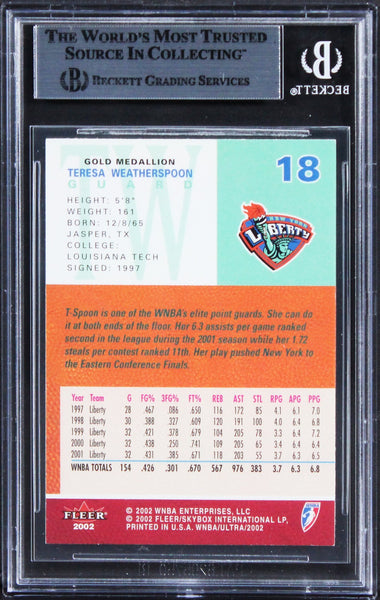 THE WORLD'S MOST TRUSTED
SOURCE IN COLLECTING™
BECKETT GRADING SERVICES
BECKETT
GOLD MEDALLION
TERESA WEATHERSPOON
GUARD
TW
18
HEIGHT: 5'8"
WEIGHT: 161
BORN: 12/8/65
JASPER, TX
COLLEGE:
LOUISIANA TECH
SIGNED: 1997
NEW YORK
LIBERTY
T-Spoon is one of the WNBA's elite point guards. She can do
it at both ends of the floor. Her 6.3 assists per game ranked
second in the league during the 2001 season while her 1.72
steals per contest ranked 11th. Her play pushed New York to
the Eastern Conference Finals.
Year Team G FG% 3FG% FT% REB AST STL RPG APG PPG
1997 Liberty 28 .467 .086 .650 116 172 85 4.1 6.1 7.0
1998 Liberty 30 .388 .327 .609 120 191 100 4.0 6.4 6.8
1999 Liberty 32 .421 .378 .679 104 205 78 3.3 6.4 7.2
2000 Liberty 32 .430 .254 .740 109 205 65 3.4 6.4 6.4
2001 Liberty 32 .431 .385 .671 118 203 55 3.7 6.3 6.5
WNBA TOTALS 154 .426 .301 .670 567 976 383 3.7 6.3 6.8
FLEER
2002
© 2002 WNBA ENTERPRISES, LLC
© 2002 FLEER/SKYBOX INTERNATIONAL LP,
PRINTED IN U.S.A. WNBA/ULTRA/2002